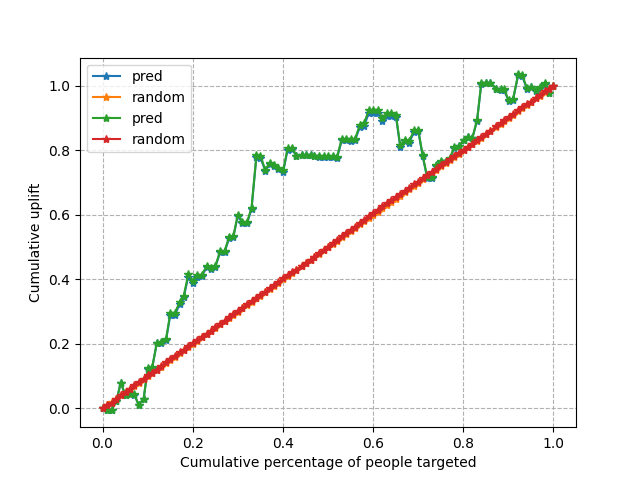 pred
random
pred
random
1.0
0.8
0.6
0.4
0.2
0.0
Cumulative uplift
0.0 0.2 0.4 0.6 0.8 1.0
Cumulative percentage of people targeted